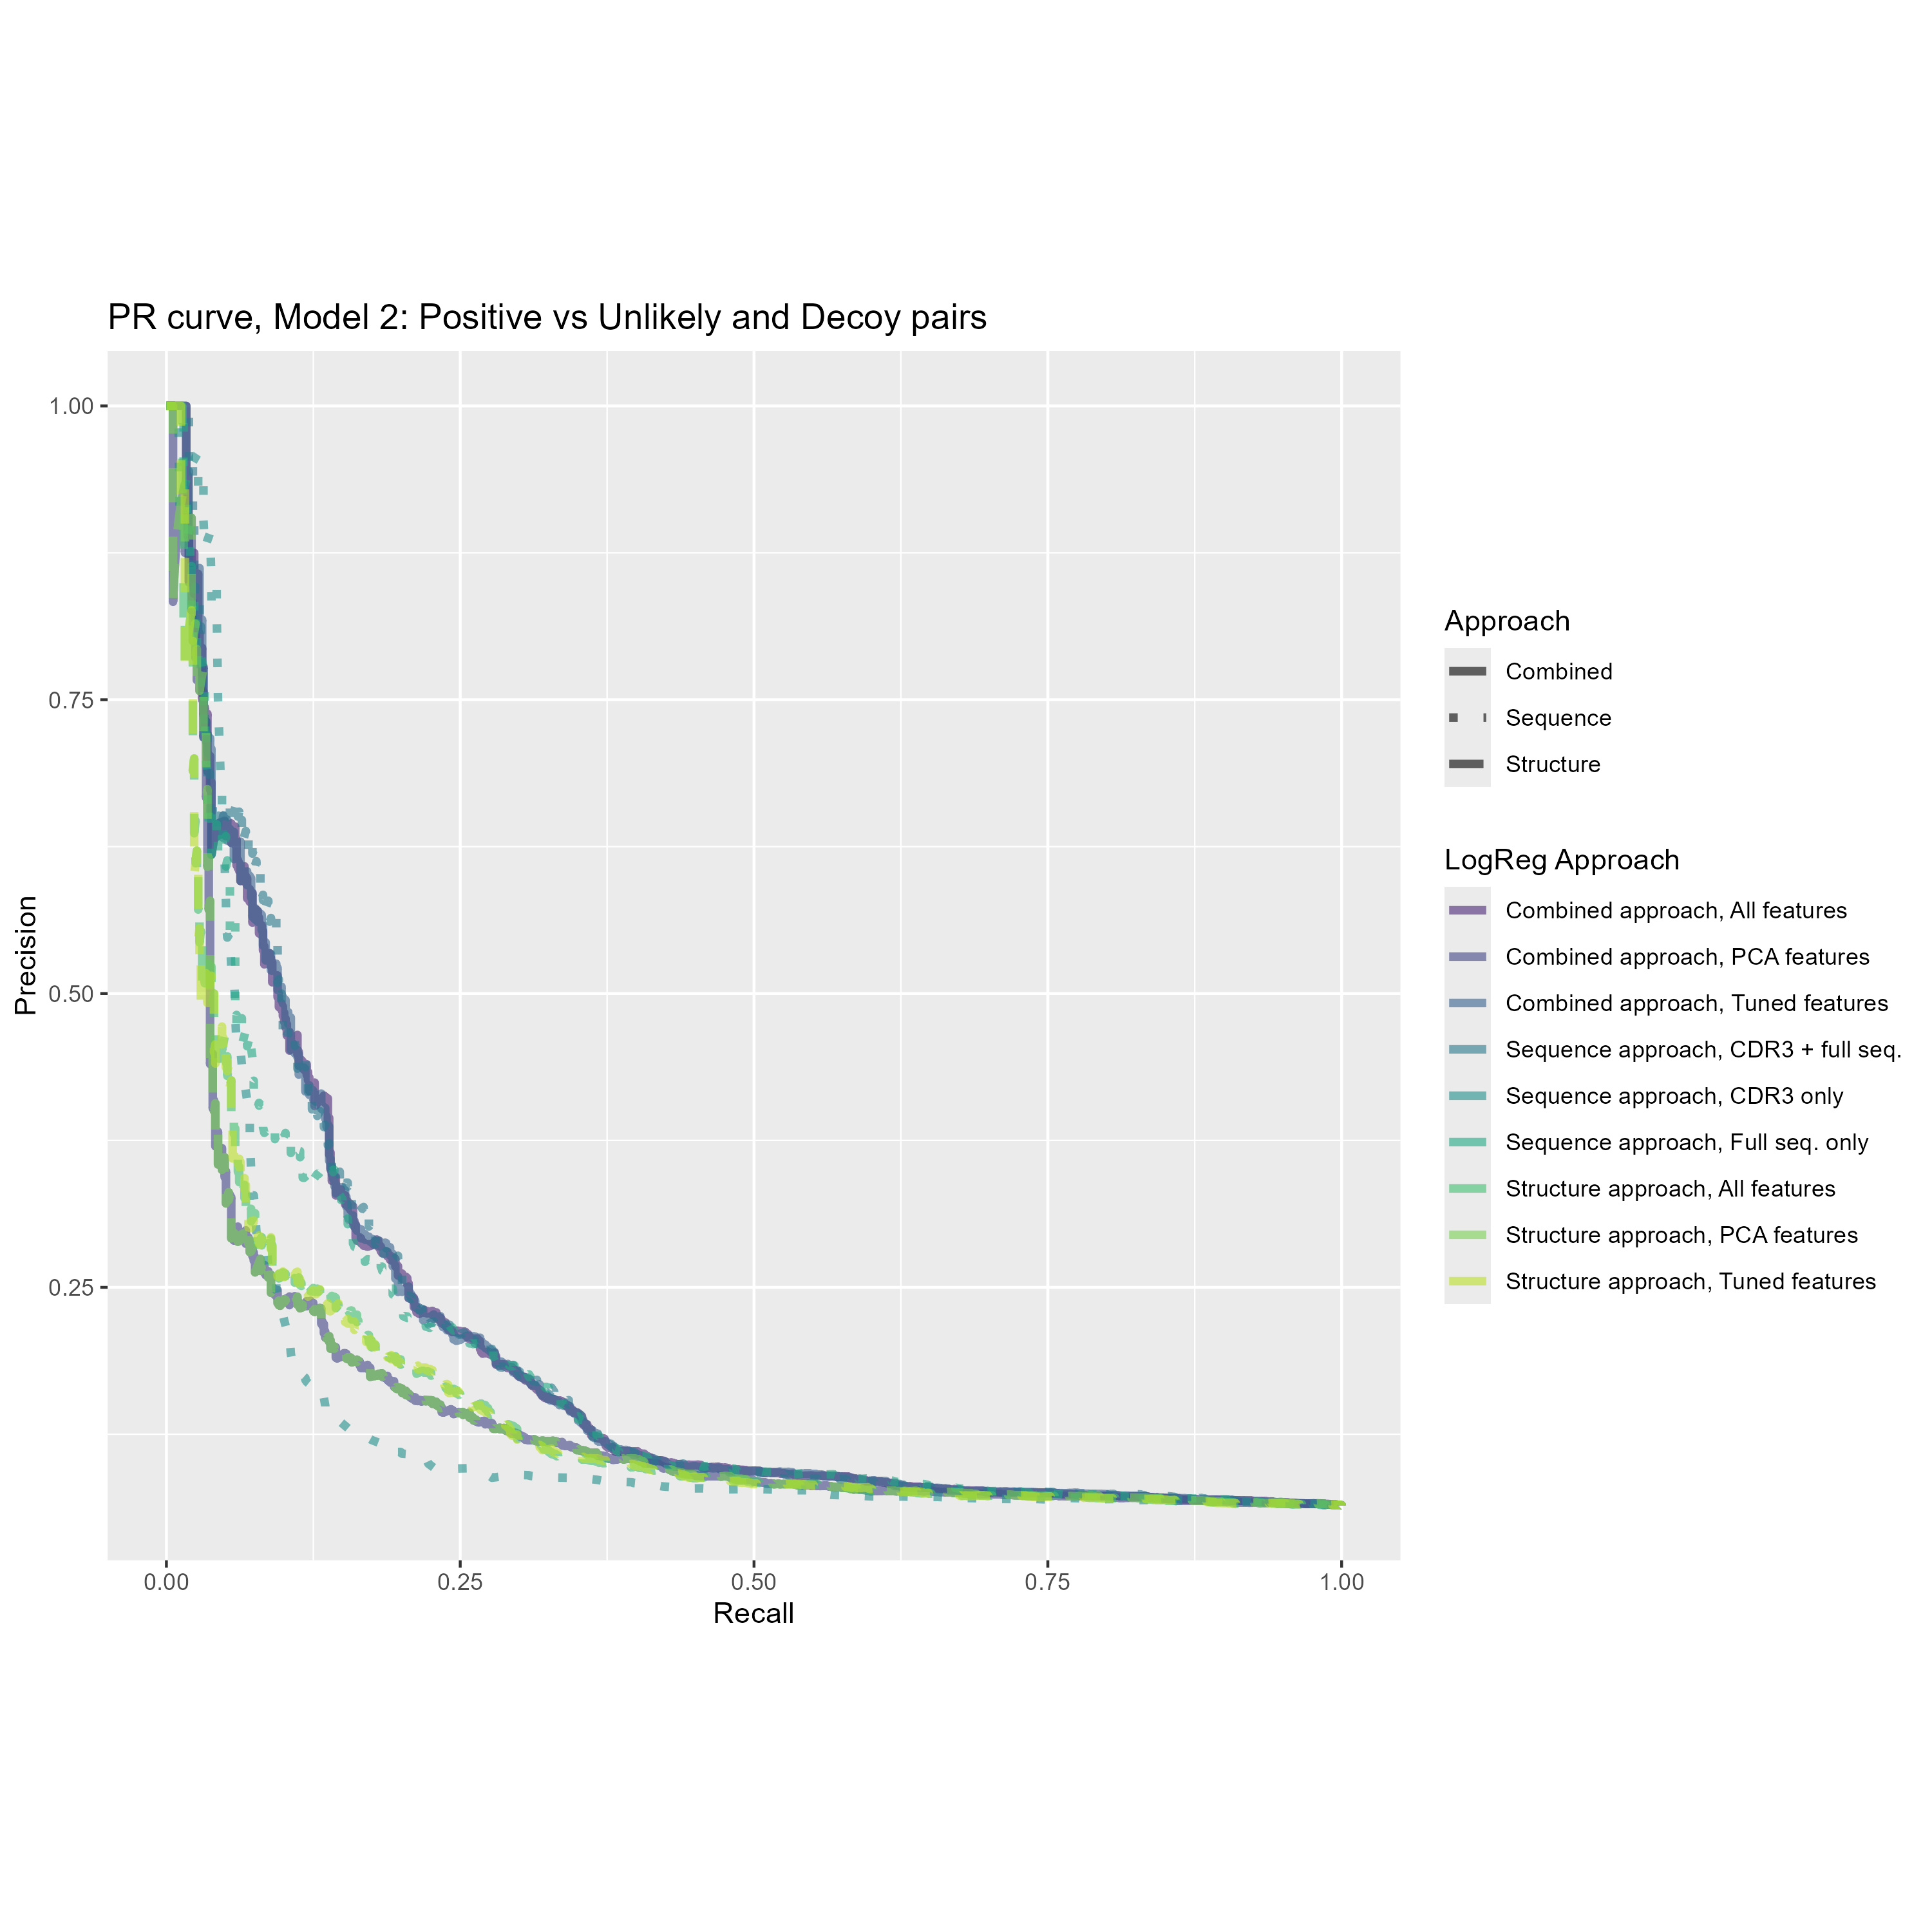 PR curve, Model 2: Positive vs Unlikely and Decoy pairs
1.00
0.75
0.50
0.25
Precision
0.00
0.25
0.50
0.75
1.00
Recall
Approach
Combined
Sequence
Structure
LogReg Approach
Combined approach, All features
Combined approach, PCA features
Combined approach, Tuned features
Sequence approach, CDR3 + full seq.
Sequence approach, CDR3 only
Sequence approach, Full seq. only
Structure approach, All features
Structure approach, PCA features
Structure approach, Tuned features